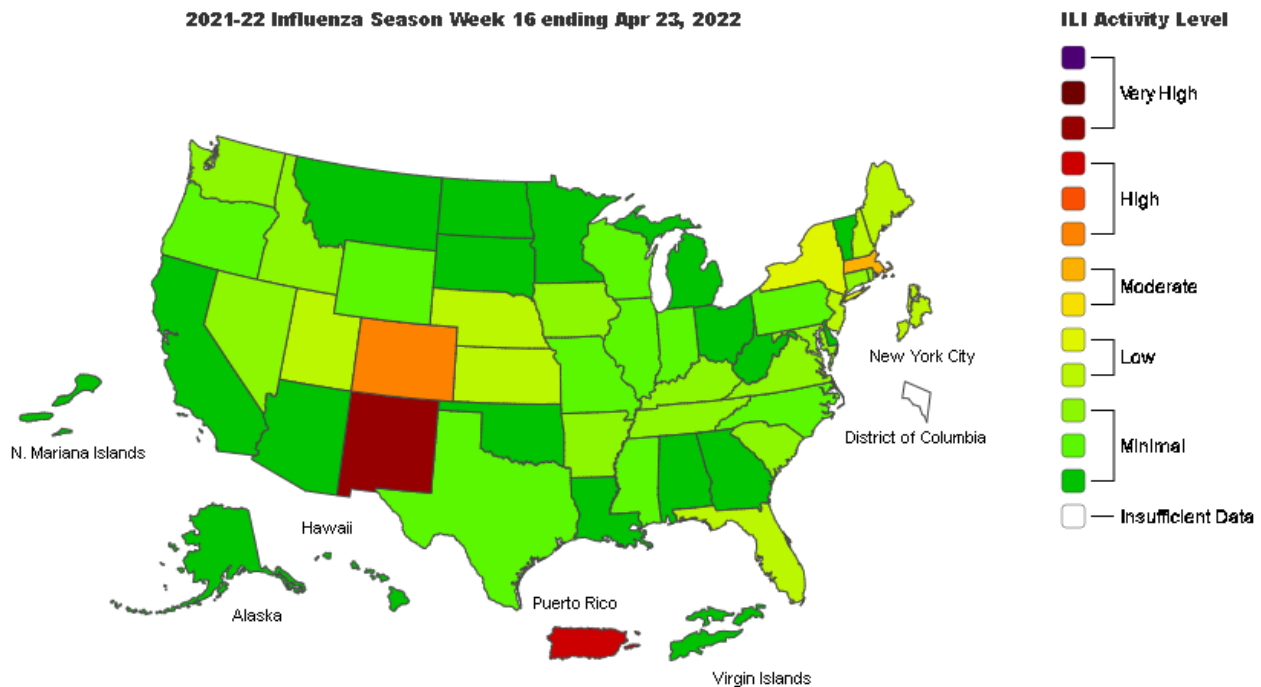 2021-22 Influenza Season Week 16 ending Apr 23, 2022
ILI Activity Level
Very High
High
Moderate
Low
Minimal
Insufficient Data
New York City
District of Columbia
N. Mariana Islands
Hawaii
Alaska
Puerto Rico
Virgin Islands